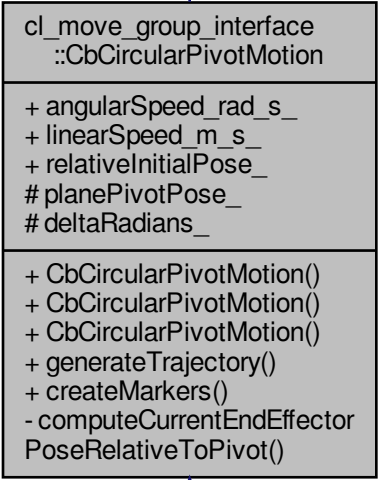 cl_move_group_interface
::CbCircularPivotMotion
+ angularSpeed_rad_s_
+ linearSpeed_m_s_
+ relativeInitialPose_
# planePivotPose_
# deltaRadians_
+ CbCircularPivotMotion()
+ CbCircularPivotMotion()
+ CbCircularPivotMotion()
+ generateTrajectory()
+ createMarkers()
- computeCurrentEndEffector
PoseRelativeToPivot()